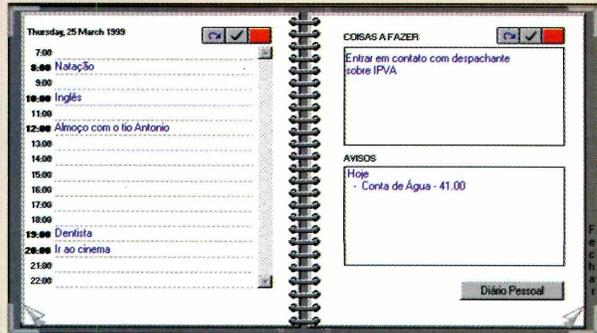 Thursday, 25 March 1999
7:00
8:00 Natação
9:00
10:00 Inglês
11:00
12:00 Almoço com o tio Antonio
13:00
14:00
15:00
16:00
17:00
18:00
19:00 Dentista
20:00 Ir ao cinema
21:00
22:00
COISAS A FAZER
Entrar em contato com despachante
sobre IPVA
AVISOS
Hoje
- Conta de Água - 41.00
Diário Pessoal
Fechar